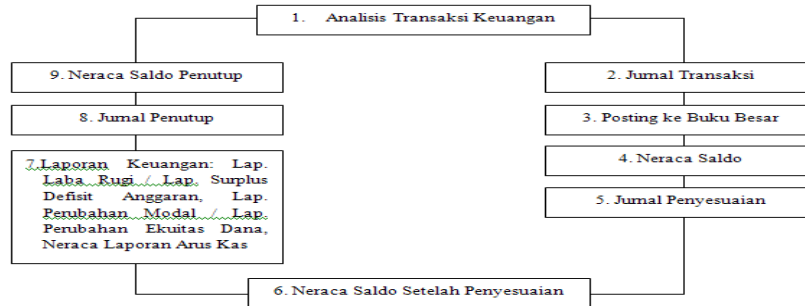 1. Analisis Transaksi Keuangan
9. Neraca Saldo Penutup
2. Jurnal Transaksi
8. Jurnal Penutup
3. Posting ke Buku Besar
7.Laporan Keuangan: Lap.
Laba Rugi / Lap. Surplus
Defisit Anggaran, Lap.
Perubahan Modal / Lap.
Perubahan Ekuitas Dana,
Neraca Laporan Arus Kas
4. Neraca Saldo
5. Jurnal Penyesuaian
6. Neraca Saldo Setelah Penyesuaian